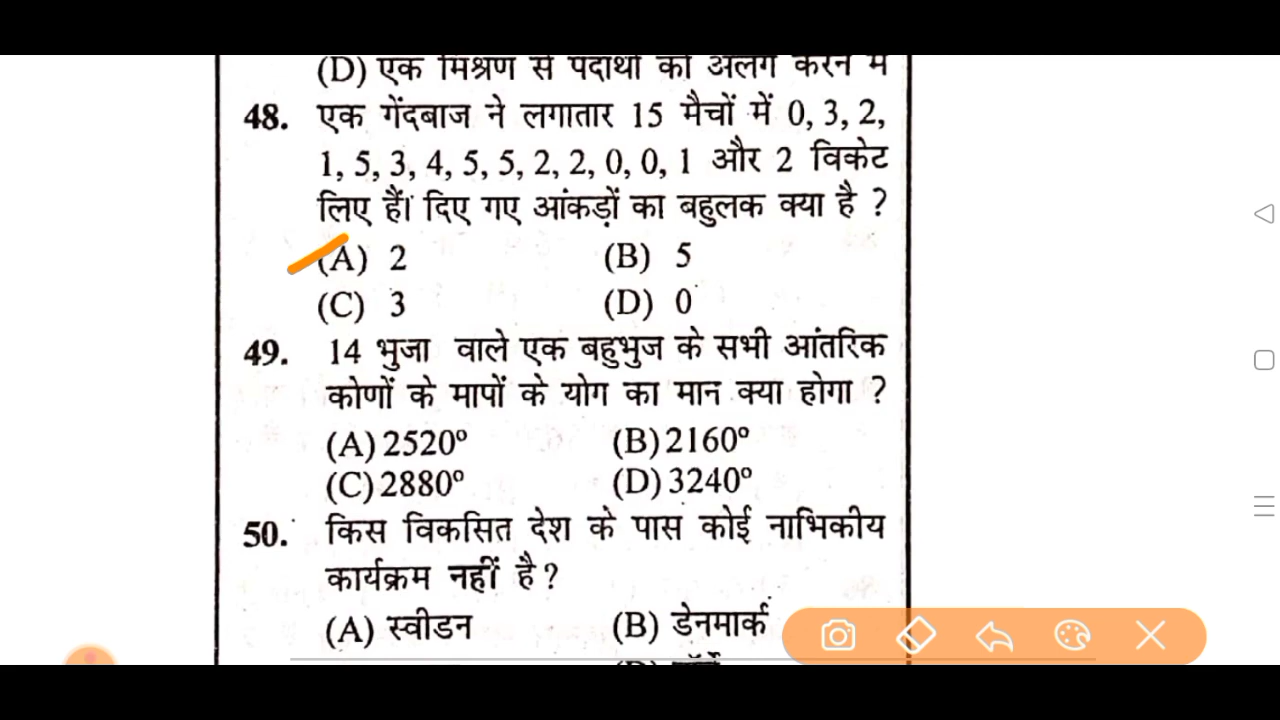 (D) एक मिश्रण से पदार्थों को अलग करने में
48. एक गेंदबाज ने लगातार 15 मैचों में 0, 3, 2,
1, 5, 3, 4, 5, 5, 2, 2, 0, 0, 1 और 2 विकेट
लिए हैं। दिए गए आंकड़ों का बहुलक क्या है ?
(A) 2 (B) 5
(C) 3 (D) 0
49. 14 भुजा वाले एक बहुभुज के सभी आंतरिक
कोणों के मापों के योग का मान क्या होगा ?
(A) 2520° (B) 2160°
(C) 2880° (D) 3240°
50. किस विकसित देश के पास कोई नाभिकीय
कार्यक्रम नहीं है ?
(A) स्वीडन (B) डेनमार्क